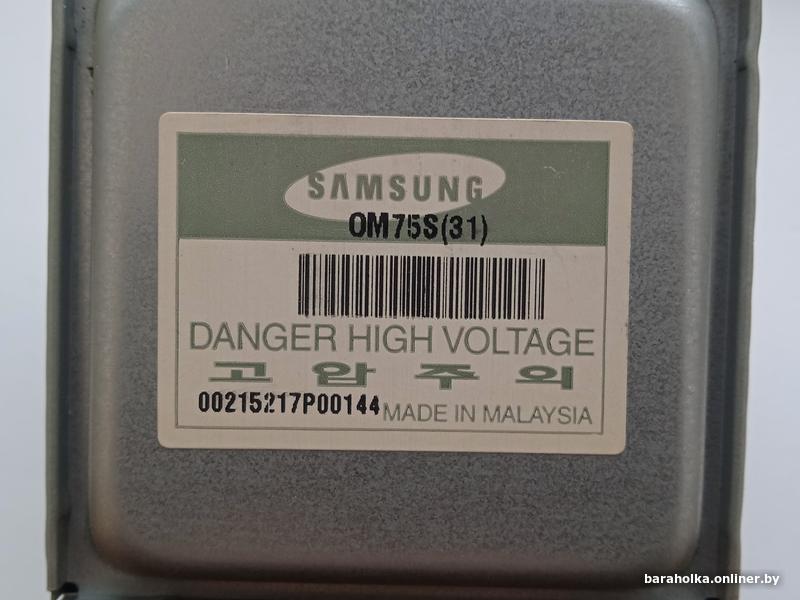 SAMSUNG
OM75S(31)
DANGER HIGH VOLTAGE
고 압 주 의
00215217P00144 MADE IN MALAYSIA
baraholka.onliner.by